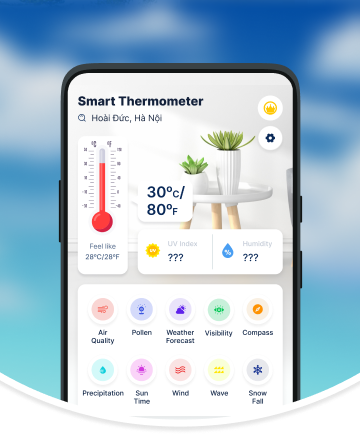 Smart Thermometer
Hoài Đức, Hà Nội
30°C/
80°F
Feel like
28°C/28°F
UV Index
???
Humidity
???
Air Quality
Pollen
Weather Forecast
Visibility
Compass
Precipitation
Sun Time
Wind
Wave
Snow Fall